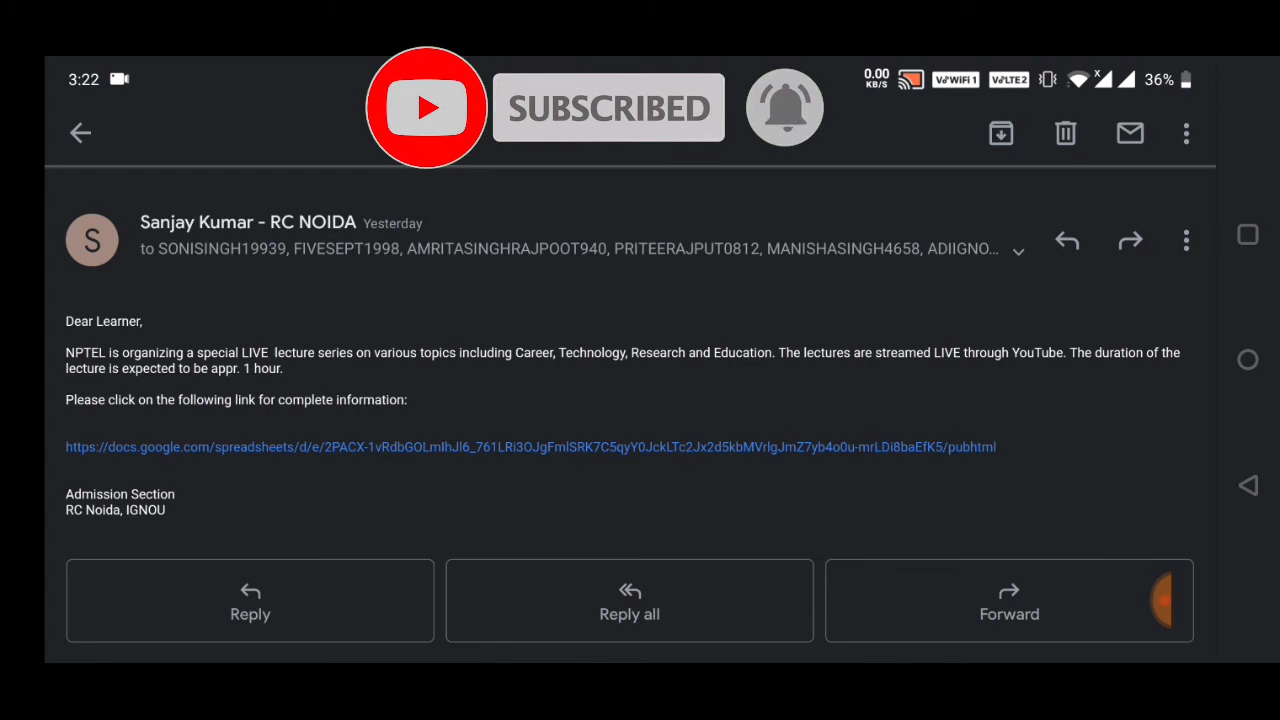 3:22
SUBSCRIBED
0.00
KB/S
VoWiFi 1
VoLTE2
x
36%
S
Sanjay Kumar - RC NOIDA Yesterday
to SONISINGH19939, FIVESEPT1998, AMRITASINGHRAJPOOT940, PRITEERAJPUT0812, MANISHASINGH4658, ADIIGNO...
Dear Learner,
NPTEL is organizing a special LIVE lecture series on various topics including Career, Technology, Research and Education. The lectures are streamed LIVE through YouTube. The duration of the
lecture is expected to be appr. 1 hour.
Please click on the following link for complete information:
https://docs.google.com/spreadsheets/d/e/2PACX-1vRdbGOLmIhJl6_761LRi3OJgFmlSRK7C5qyY0JckLTc2Jx2d5kbMVrlgJmZ7yb4o0u-mrLDi8baEfK5/pubhtml
Admission Section
RC Noida, IGNOU
Reply
Reply all
Forward